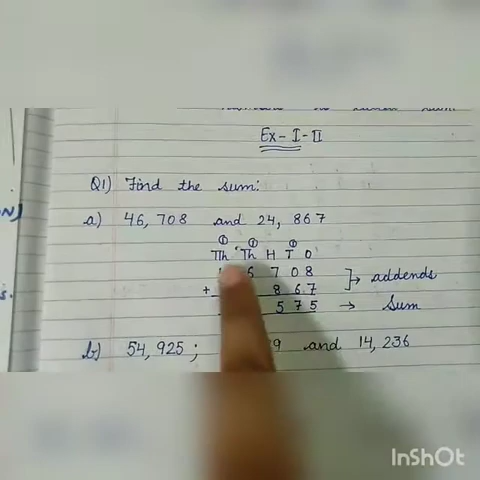 Ex-I-II
Q1) Find the sum:
a) 46,708 and 24,867
① ① ①
Th Th H T O
6 7 0 8 → addends
+ 8 6 7
5 7 5 → Sum
b) 54,925; and 14,236
InShOt